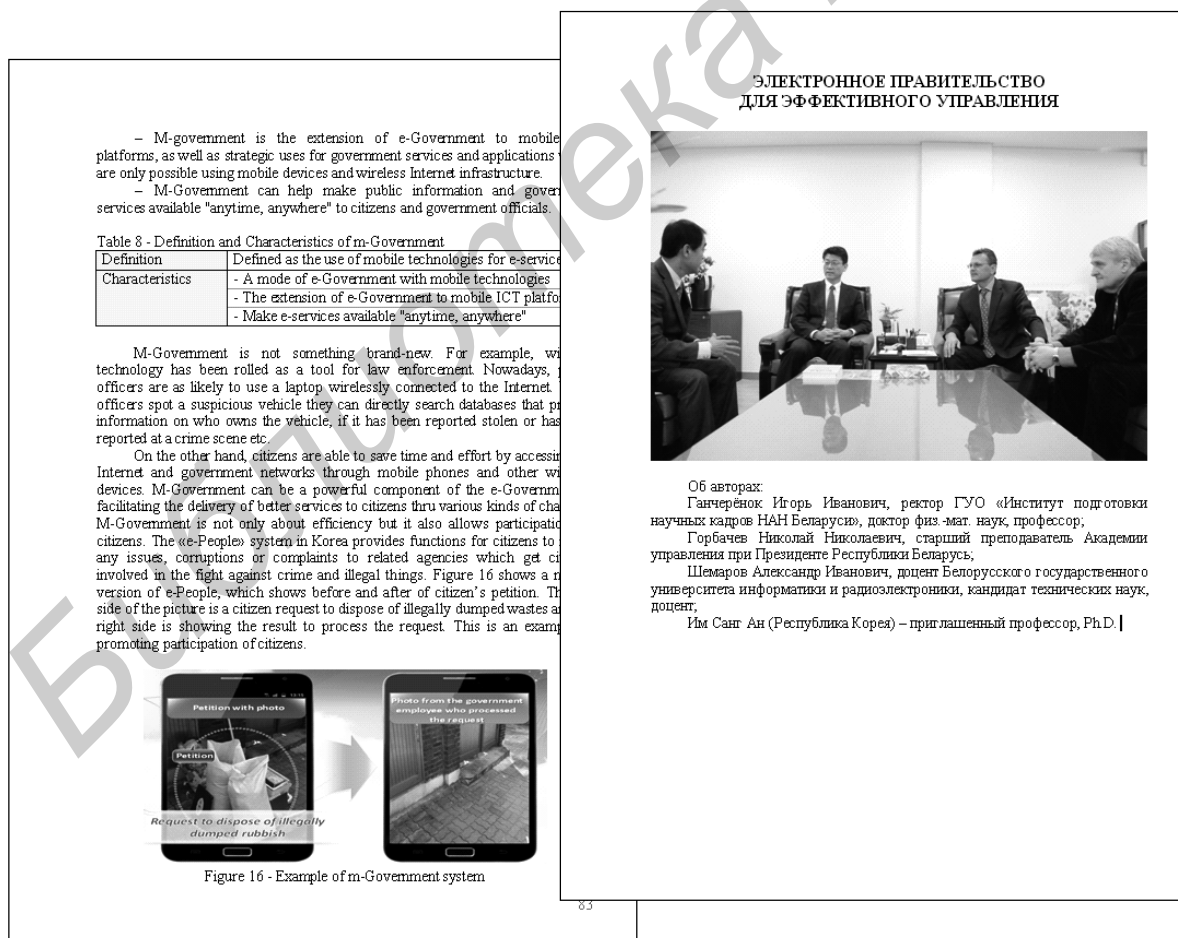 – M-government is the extension of e-Government to mobile
platforms, as well as strategic uses for government services and applications
are only possible using mobile devices and wireless Internet infrastructure.
– M-Government can help make public information and
services available "anytime, anywhere" to citizens and government officials.
Table 8 - Definition and Characteristics of m-Government
Definition Defined as the use of mobile technologies for
Characteristics - A mode of e-Government with mobile technologies
- The extension of e-Government to mobile ICT
- Make e-services available "anytime, anywhere"
M-Government is not something brand-new. For example,
technology has been rolled as a tool for law enforcement. Nowadays,
officers are as likely to use a laptop wirelessly connected to the Internet.
officers spot a suspicious vehicle they can directly search databases that
information on who owns the vehicle, if it has been reported stolen or has
reported at a crime scene etc.
On the other hand, citizens are able to save time and effort by
Internet and government networks through mobile phones and other
devices. M-Government can be a powerful component of the
facilitating the delivery of better services to citizens thru various kinds of
M-Government is not only about efficiency but it also allows
citizens. The «e-People» system in Korea provides functions for citizens to
any issues, corruptions or complaints to related agencies which get
involved in the fight against crime and illegal things. Figure 16 shows a
version of e-People, which shows before and after of citizen's petition.
side of the picture is a citizen request to dispose of illegally dumped wastes
right side is showing the result to process the request. This is an
promoting participation of citizens.
Petition with photo
Petition
Request to dispose of illegally
dumped rubbish
Photo from the government
employee who processed
the request
Figure 16 - Example of m-Government system
83
ЭЛЕКТРОННОЕ ПРАВИТЕЛЬСТВО
ДЛЯ ЭФФЕКТИВНОГО УПРАВЛЕНИЯ
Об авторах:
Ганчерёнок Игорь Иванович, ректор ГУО «Институт подготовки
научных кадров НАН Беларуси», доктор физ.-мат. наук, профессор;
Горбачев Николай Николаевич, старший преподаватель Академии
управления при Президенте Республики Беларусь;
Шемаров Александр Иванович, доцент Белорусского государственного
университета информатики и радиоэлектроники, кандидат технических наук,
доцент;
Им Санг Ан (Республика Корея) – приглашенный профессор, Ph.D.
Библиотека